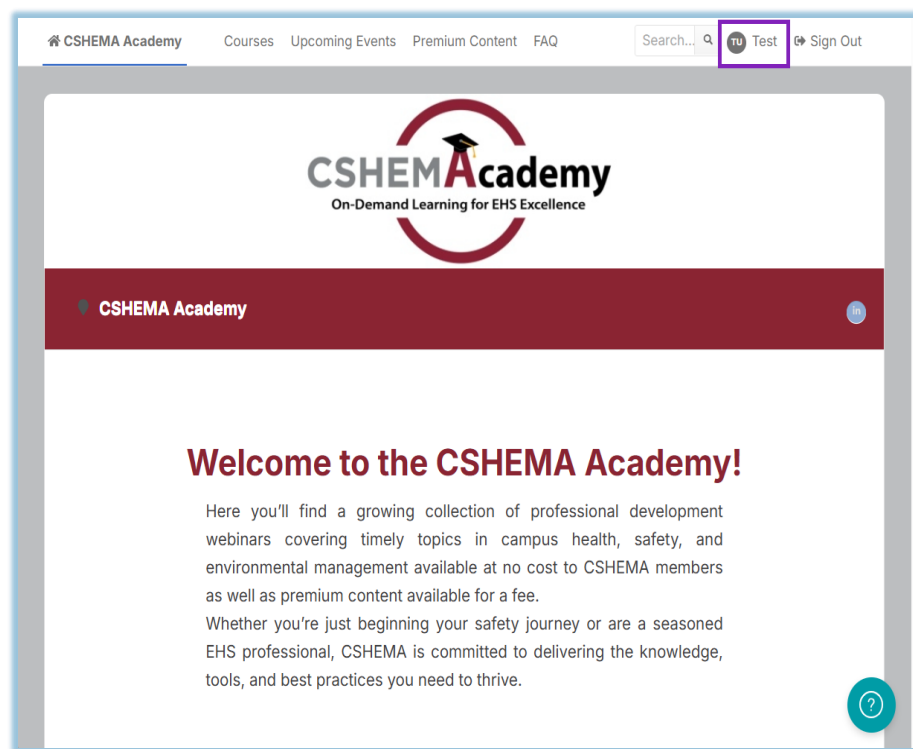 CSHEMA Academy Courses Upcoming Events Premium Content FAQ Search... TU Test Sign Out
CSHEMAcademy
On-Demand Learning for EHS Excellence
CSHEMA Academy in
Welcome to the CSHEMA Academy!
Here you'll find a growing collection of professional development
webinars covering timely topics in campus health, safety, and
environmental management available at no cost to CSHEMA members
as well as premium content available for a fee.
Whether you're just beginning your safety journey or are a seasoned
EHS professional, CSHEMA is committed to delivering the knowledge,
tools, and best practices you need to thrive.
?